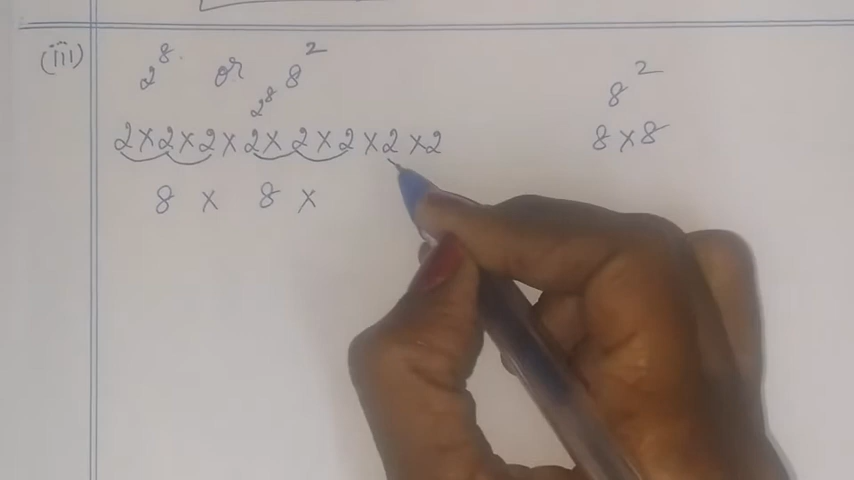 (iii) 2⁸ or 8²
2⁸ 8²
2×2×2×2×2×2×2×2 8×8
8 × 8 ×